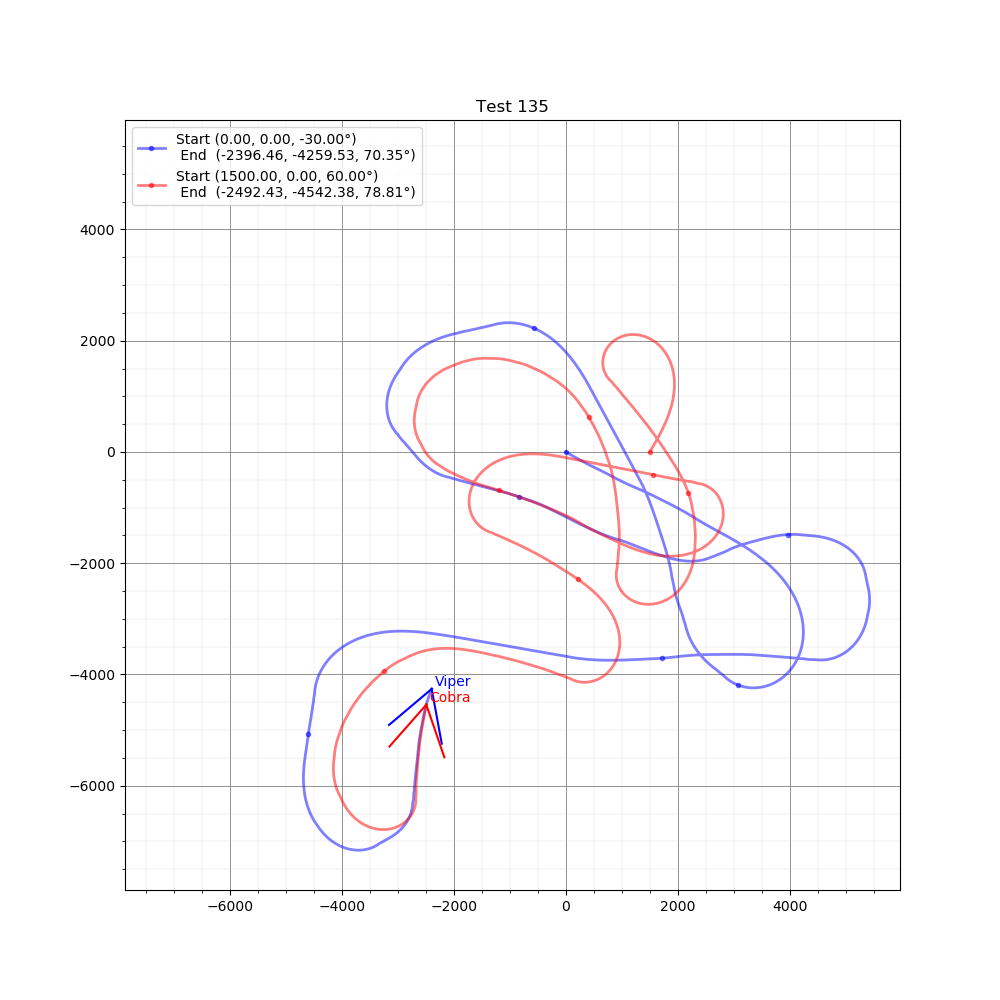 Test 135
Start (0.00, 0.00, -30.00°)
End (-2396.46, -4259.53, 70.35°)
Start (1500.00, 0.00, 60.00°)
End (-2492.43, -4542.38, 78.81°)
4000
2000
0
−2000
−4000
−6000
Viper
Cobra
−6000
−4000
−2000
0
2000
4000